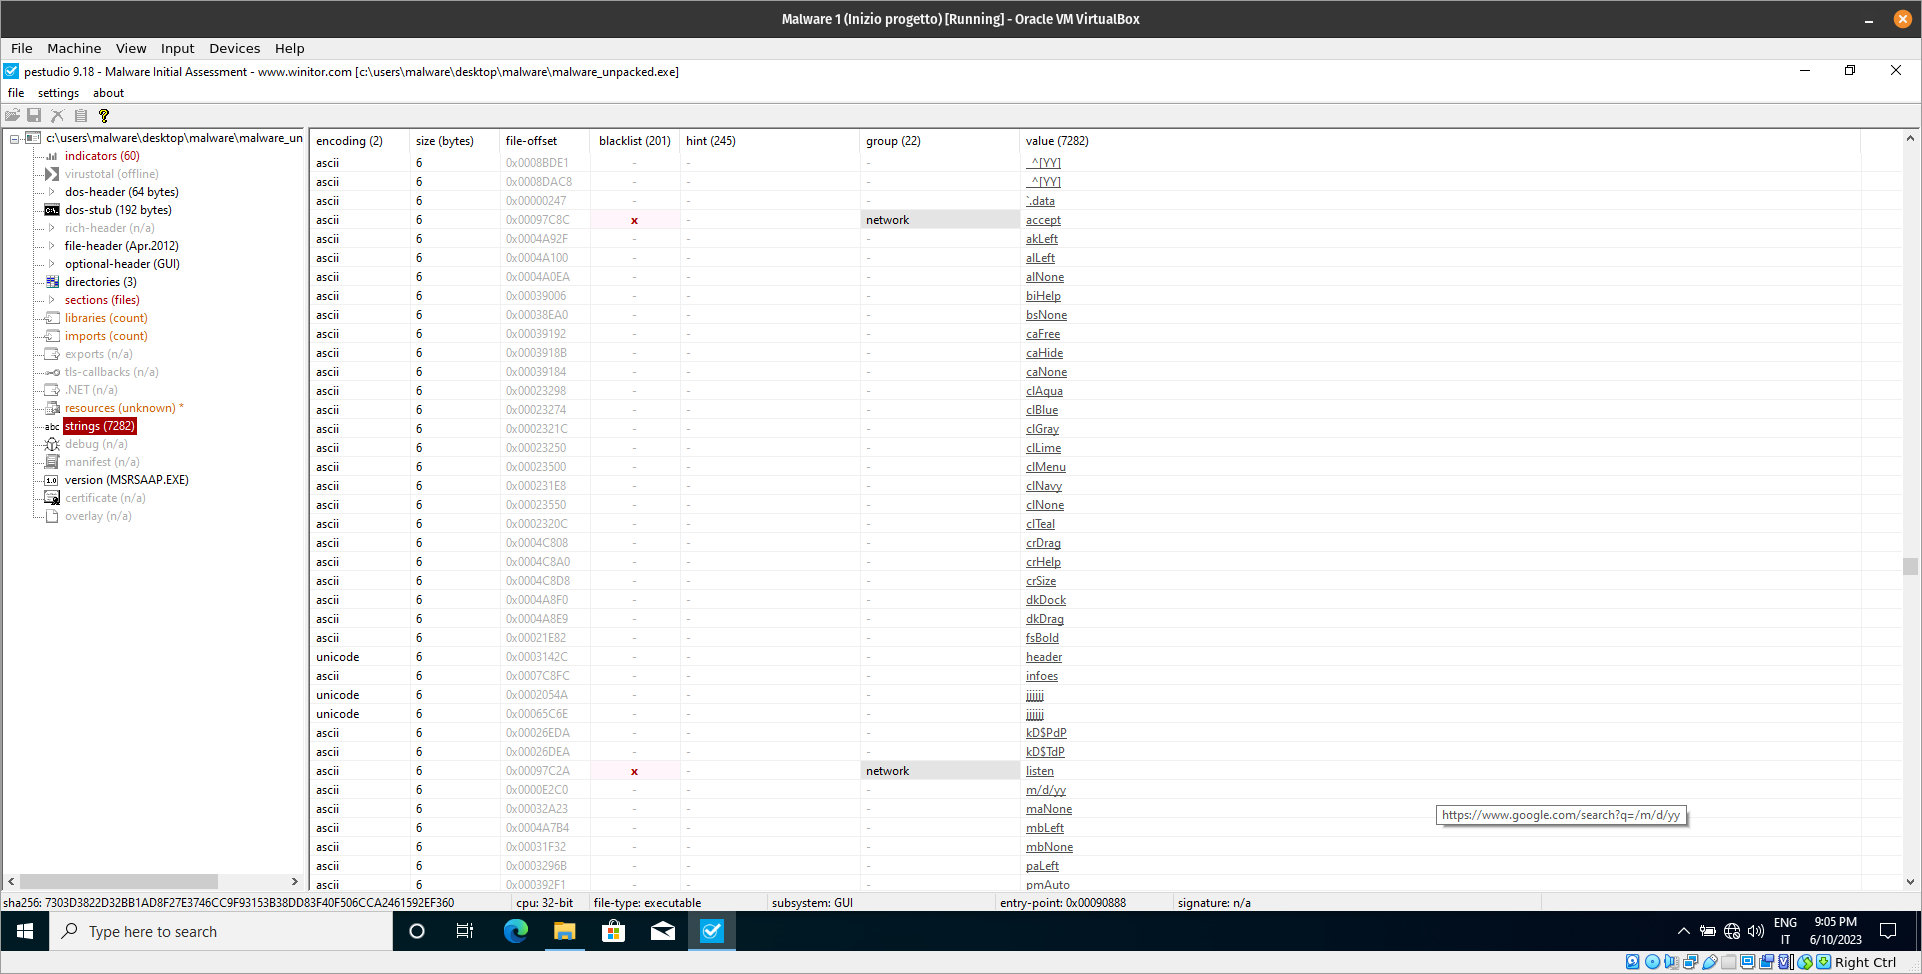 Malware 1 (Inizio progetto) [Running] - Oracle VM VirtualBox
File Machine View Input Devices Help
pestudio 9.18 - Malware Initial Assessment - www.winitor.com [c:\users\malware\desktop\malware\malware_unpacked.exe]
file settings about
c:\users\malware\desktop\malware\malware_un
indicators (60)
virustotal (offline)
dos-header (64 bytes)
dos-stub (192 bytes)
rich-header (n/a)
file-header (Apr.2012)
optional-header (GUI)
directories (3)
sections (files)
libraries (count)
imports (count)
exports (n/a)
tls-callbacks (n/a)
.NET (n/a)
resources (unknown) *
abc strings (7282)
debug (n/a)
manifest (n/a)
1.0 version (MSRSAAP.EXE)
certificate (n/a)
overlay (n/a)
encoding (2) size (bytes) file-offset blacklist (201) hint (245) group (22) value (7282)
ascii 6 0x0008BDE1 - - - _^[YY]
ascii 6 0x0008DAC8 - - - _^[YY]
ascii 6 0x00000247 - - - `.data
ascii 6 0x00097C8C x - network accept
ascii 6 0x0004A92F - - - akLeft
ascii 6 0x0004A100 - - - alLeft
ascii 6 0x0004A0EA - - - alNone
ascii 6 0x00039006 - - - biHelp
ascii 6 0x00038EA0 - - - bsNone
ascii 6 0x00039192 - - - caFree
ascii 6 0x0003918B - - - caHide
ascii 6 0x00039184 - - - caNone
ascii 6 0x00023298 - - - clAqua
ascii 6 0x00023274 - - - clBlue
ascii 6 0x0002321C - - - clGray
ascii 6 0x00023250 - - - clLime
ascii 6 0x00023500 - - - clMenu
ascii 6 0x000231E8 - - - clNavy
ascii 6 0x00023550 - - - clNone
ascii 6 0x0002320C - - - clTeal
ascii 6 0x0004C808 - - - crDrag
ascii 6 0x0004C8A0 - - - crHelp
ascii 6 0x0004C8D8 - - - crSize
ascii 6 0x0004A8F0 - - - dkDock
ascii 6 0x0004A8E9 - - - dkDrag
ascii 6 0x00021E82 - - - fsBold
unicode 6 0x0003142C - - - header
ascii 6 0x0007C8FC - - - infoes
unicode 6 0x0002054A - - - jjjjjj
unicode 6 0x00065C6E - - - jjjjjj
ascii 6 0x00026EDA - - - kD$PdP
ascii 6 0x00026DEA - - - kD$TdP
ascii 6 0x00097C2A x - network listen
ascii 6 0x0000E2C0 - - - m/d/yy
ascii 6 0x00032A23 - - - maNone
ascii 6 0x0004A7B4 - - - mbLeft
ascii 6 0x00031F32 - - - mbNone
ascii 6 0x0003296B - - - paLeft
ascii 6 0x000392F1 - - - pmAuto
https://www.google.com/search?q=/m/d/yy
sha256: 7303D3822D32BB1AD8F27E3746CC9F93153B38DD83F40F506CCA2461592EF360 cpu: 32-bit file-type: executable subsystem: GUI entry-point: 0x00090888 signature: n/a
Type here to search
ENG
IT
9:05 PM
6/10/2023
Right Ctrl